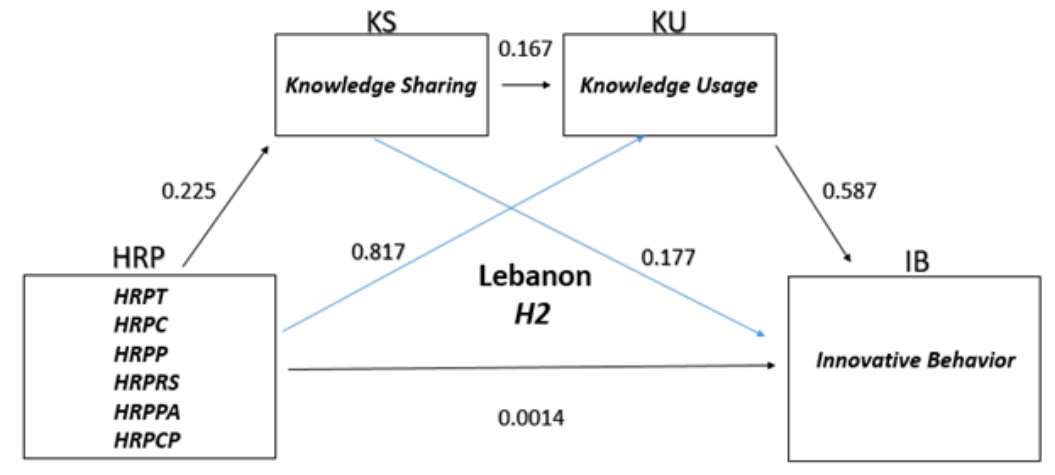 KS
KU
0.167
Knowledge Sharing
Knowledge Usage
0.225
0.587
0.817
0.177
HRP
IB
Lebanon
H2
HRPT
HRPC
HRPP
HRPRS
HRPPA
HRPCP
Innovative Behavior
0.0014